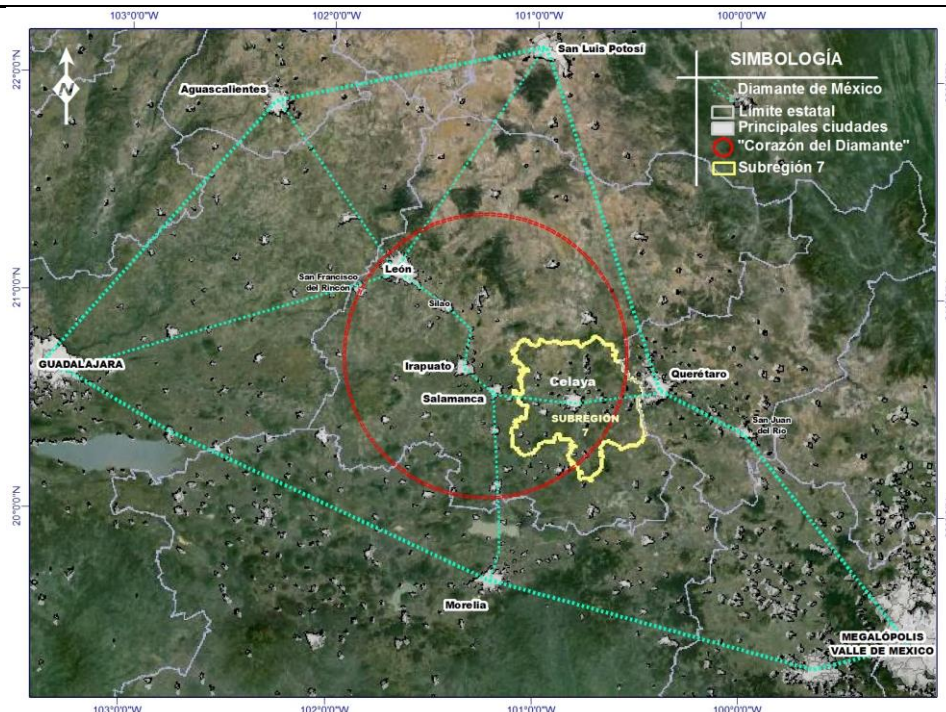 103°0'0"W
102°0'0"W
101°0'0"W
100°0'0"W
22°0'0"N
21°0'0"N
20°0'0"N
San Luis Potosí
Aguascalientes
SIMBOLOGÍA
Diamante de México
Límite estatal
Principales ciudades
"Corazón del Diamante"
Subregión 7
León
San Francisco
del Rincón
Silao
GUADALAJARA
Irapuato
Salamanca
Celaya
Querétaro
SUBREGIÓN
7
San Juan
del Río
Morelia
MEGALÓPOLIS
VALLE DE MEXICO
103°0'0"W
102°0'0"W
101°0'0"W
100°0'0"W